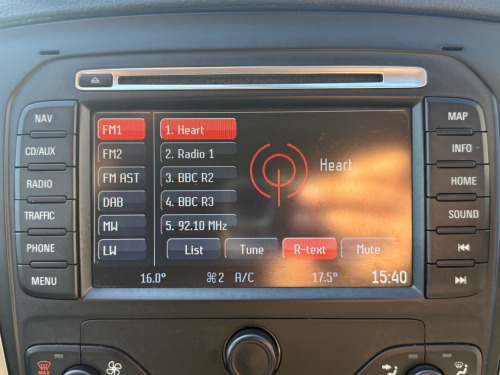 NAV
CD/AUX
RADIO
TRAFFIC
PHONE
MENU
FM1
FM2
FM AST
DAB
MW
LW
1. Heart
2. Radio 1
3. BBC R2
4. BBC R3
5. 92.10 MHz
Heart
List Tune R-text Mute
16.0° ⌘2 A/C 17.5° 15:40
MAP
INFO
HOME
SOUND
MAX